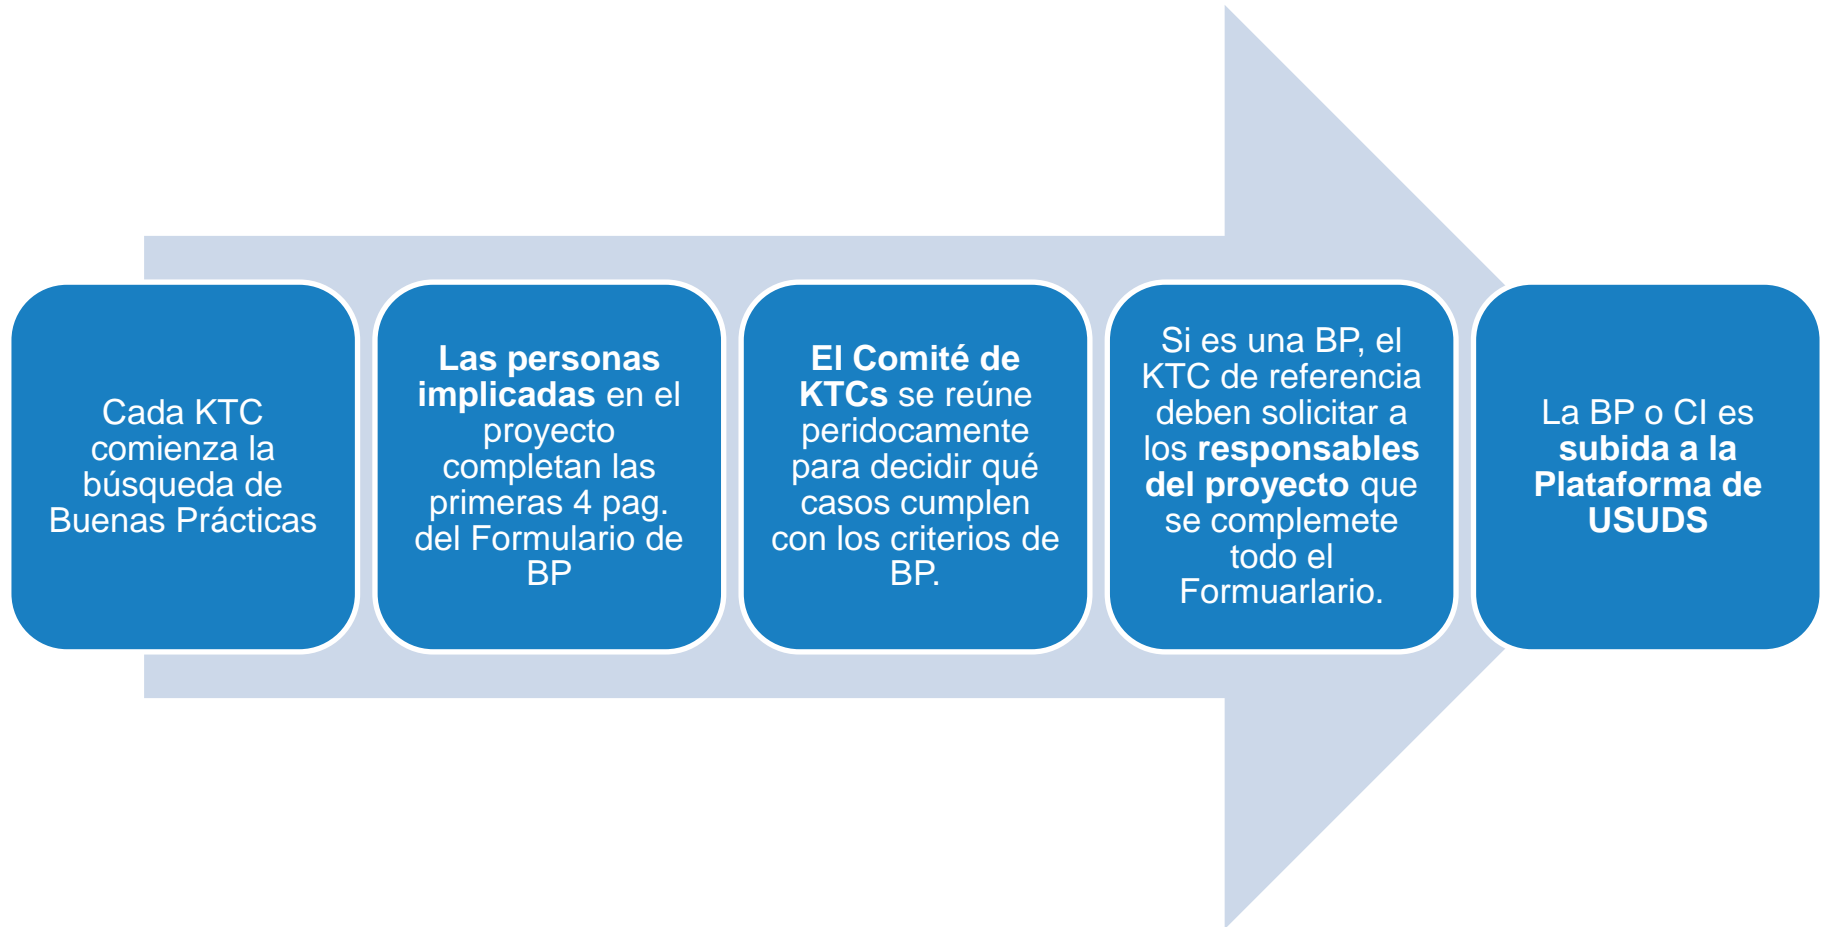 Cada KTC
comienza la
búsqueda de
Buenas Prácticas
Las personas
implicadas en el
proyecto
completan las
primeras 4 pag.
del Formulario de
BP
El Comité de
KTCs se reúne
peridocamente
para decidir qué
casos cumplen
con los criterios de
BP.
Si es una BP, el
KTC de referencia
deben solicitar a
los responsables
del proyecto que
se complemete
todo el
Formuarlario.
La BP o CI es
subida a la
Plataforma de
USUDS